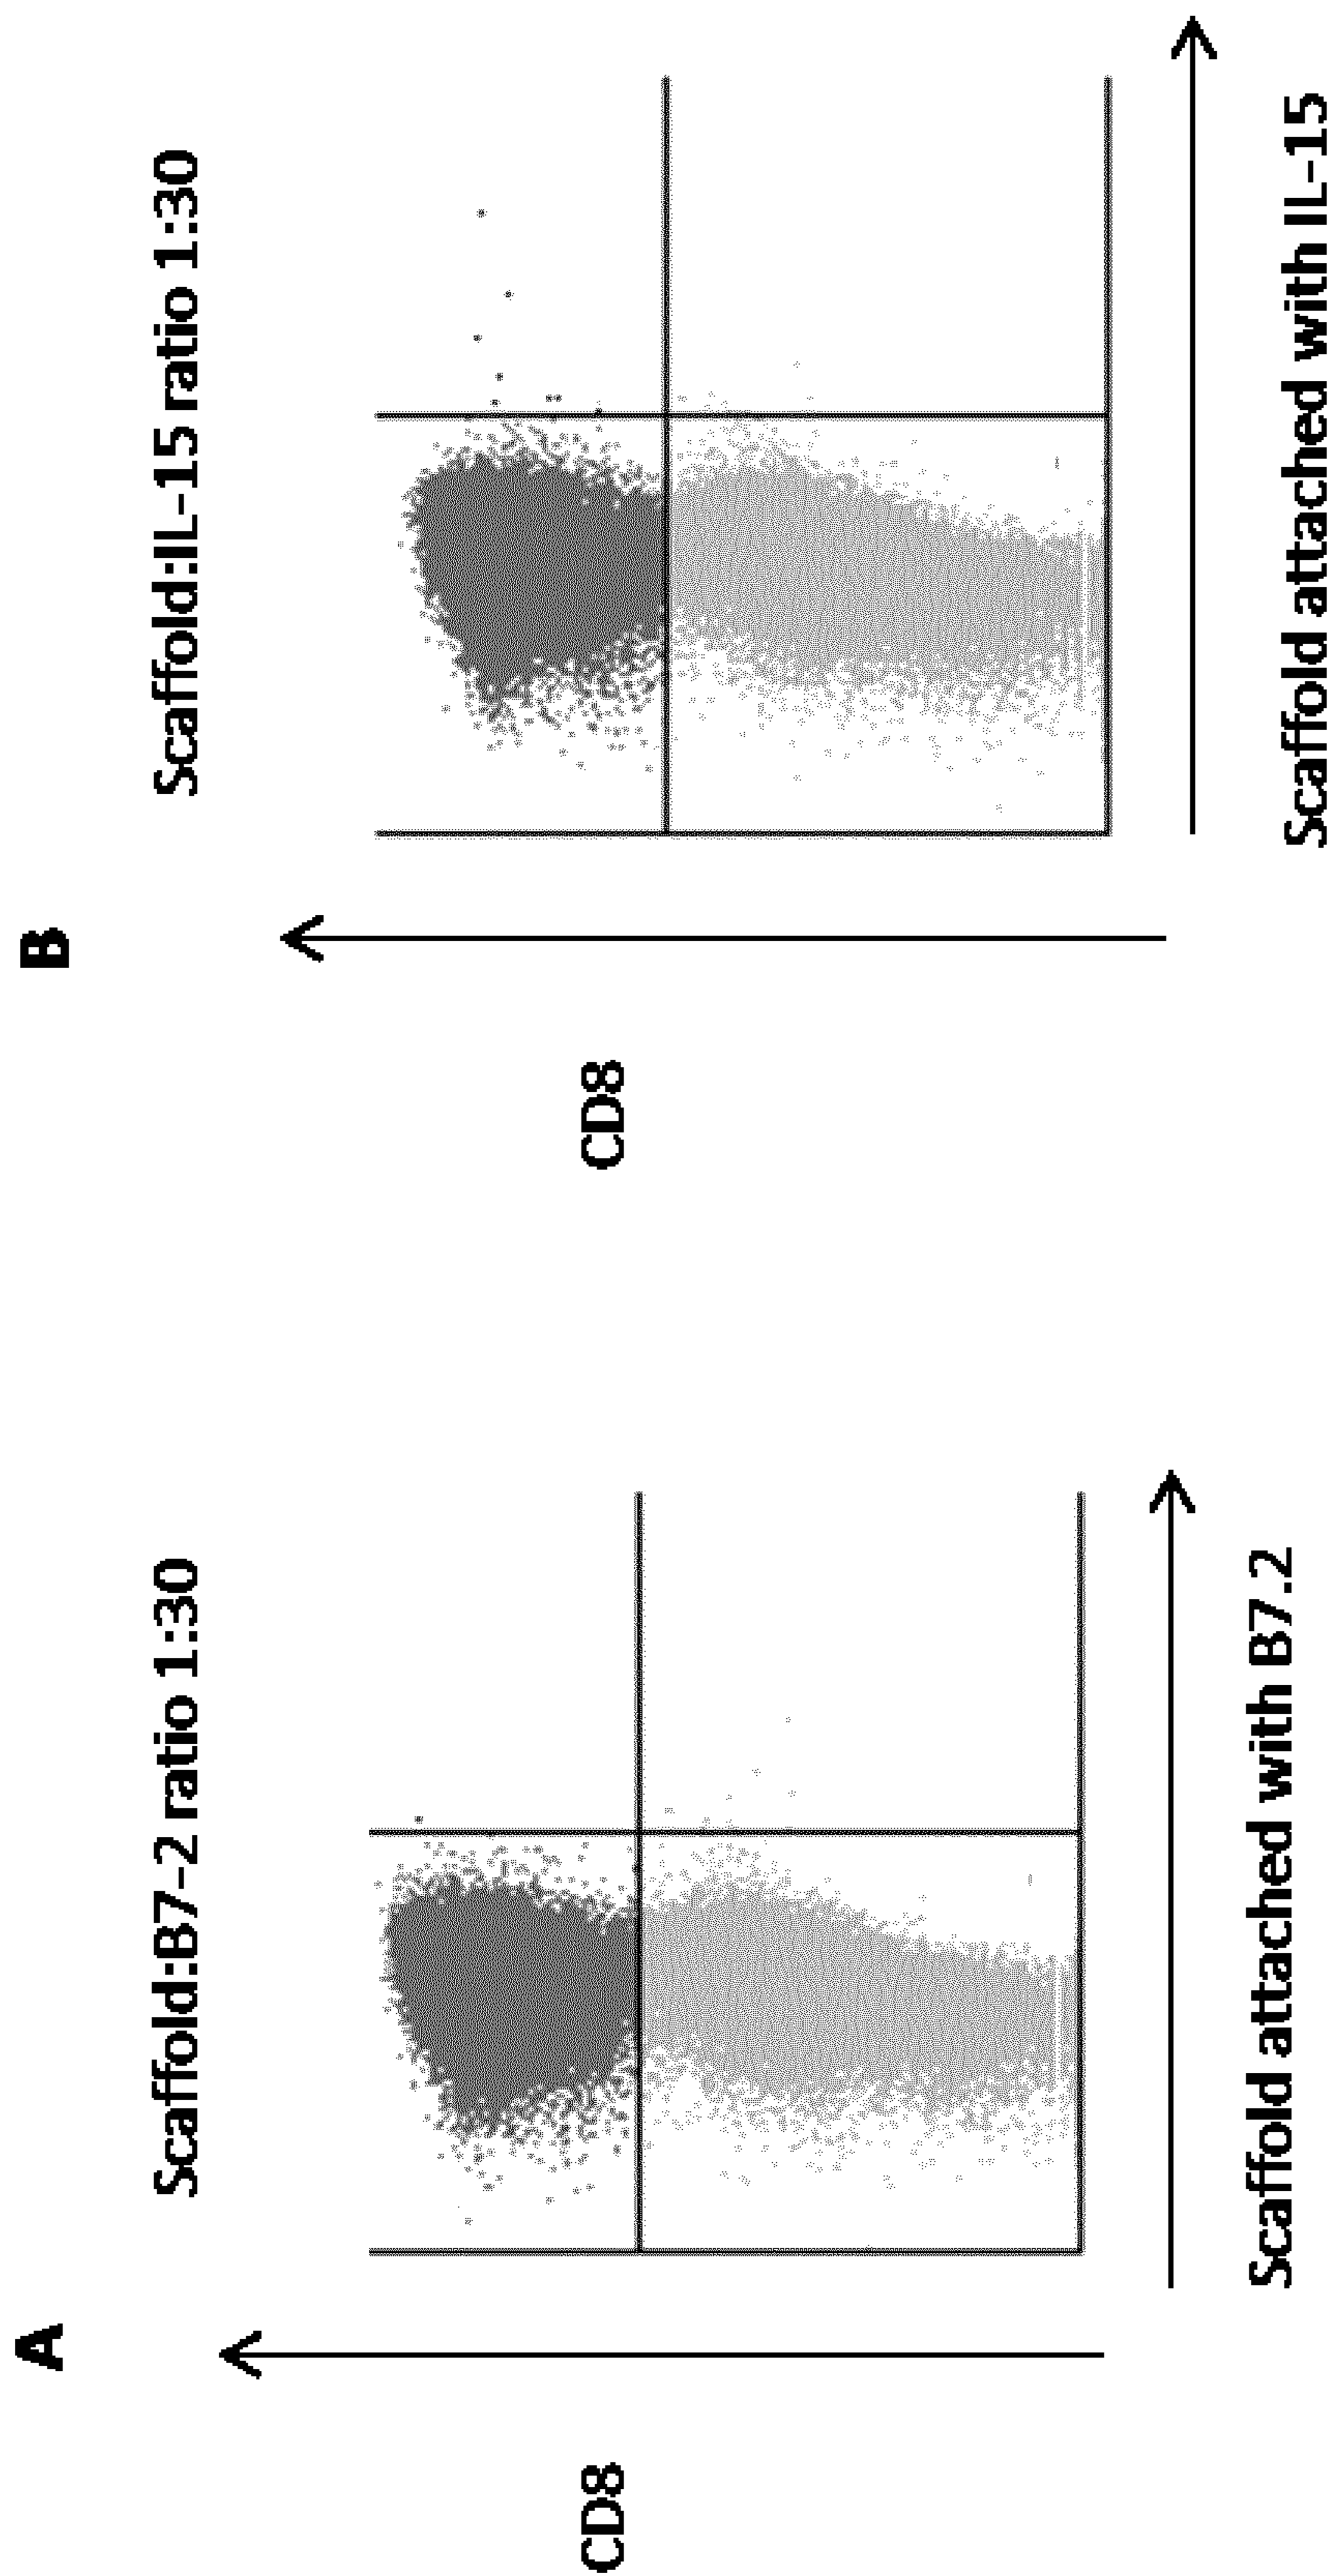 A
Scaffold:B7-2 ratio 1:30
CD8
Scaffold attached with B7.2
B
Scaffold:IL-15 ratio 1:30
CD8
Scaffold attached with IL-15